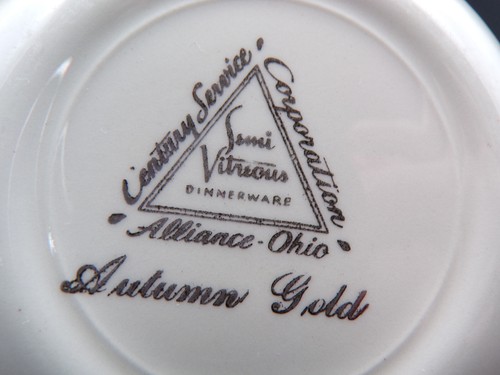 Century Service
Corporation
Semi
Vitreous
DINNERWARE
Alliance - Ohio
Autumn Gold